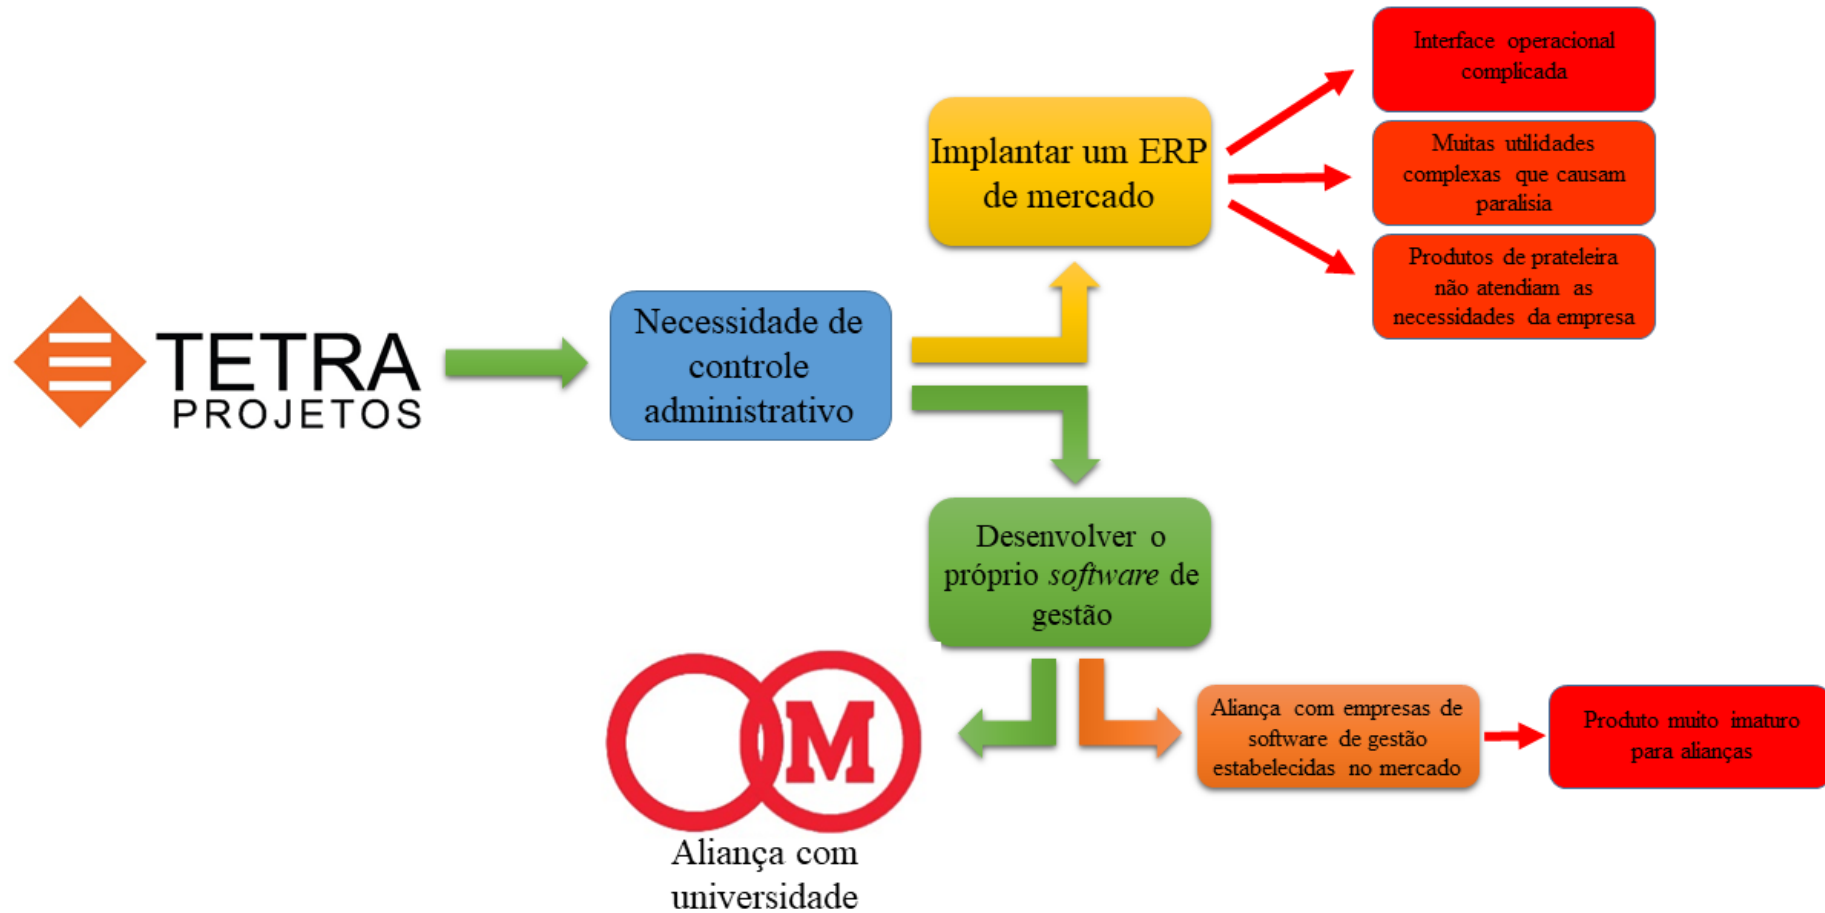 Interface operacional
complicada
Implantar um ERP
de mercado
Muitas utilidades
complexas que causam
paralisia
Produtos de prateleira
não atendiam as
necessidades da empresa
TETRA
PROJETOS
Necessidade de
controle
administrativo
Desenvolver o
próprio software de
gestão
M
Aliança com
universidade
Aliança com empresas de
software de gestão
estabelecidas no mercado
Produto muito imaturo
para alianças